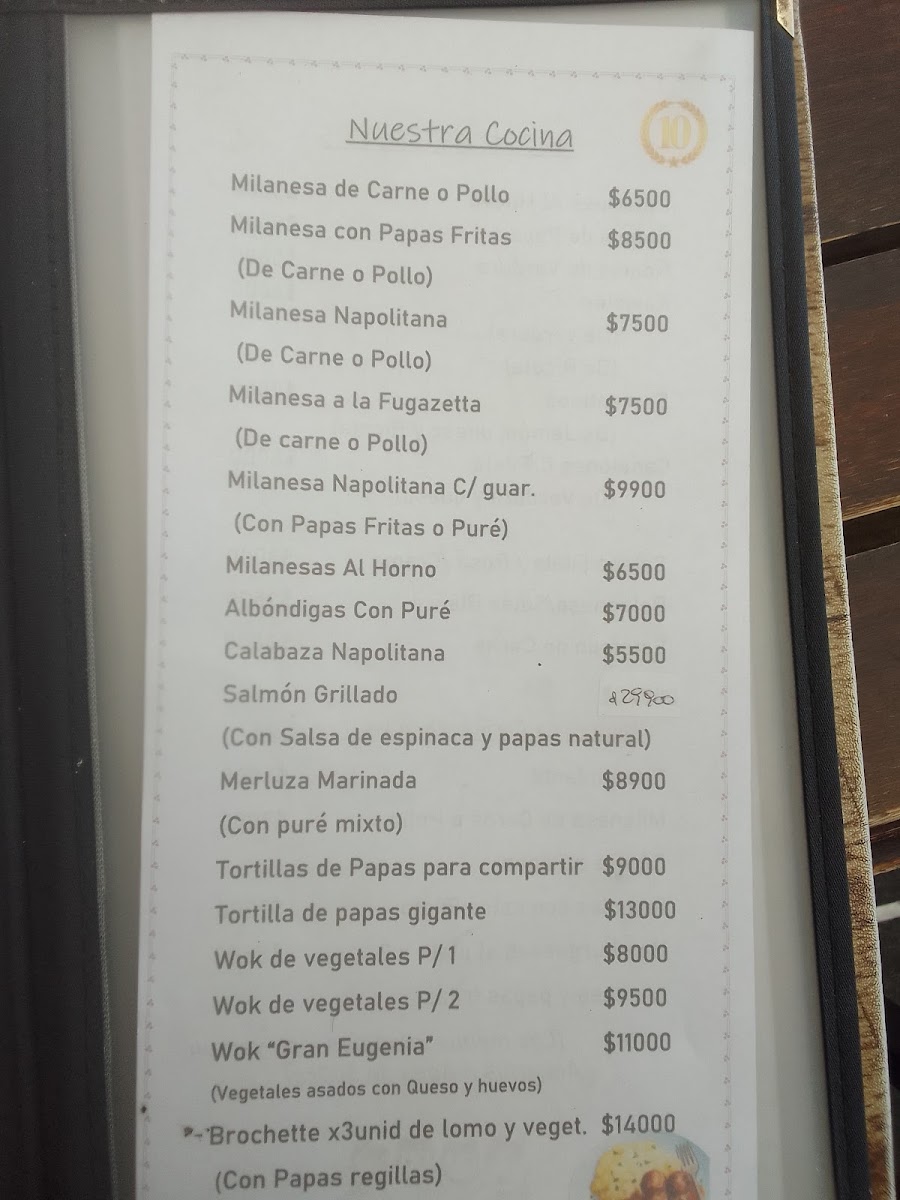 Nuestra Cocina
10
Milanesa de Carne o Pollo $6500
Milanesa con Papas Fritas $8500
(De Carne o Pollo)
Milanesa Napolitana $7500
(De Carne o Pollo)
Milanesa a la Fugazetta $7500
(De carne o Pollo)
Milanesa Napolitana C/ guar. $9900
(Con Papas Fritas o Puré)
Milanesas Al Horno $6500
Albóndigas Con Puré $7000
Calabaza Napolitana $5500
Salmón Grillado $29900
(Con Salsa de espinaca y papas natural)
Merluza Marinada $8900
(Con puré mixto)
Tortillas de Papas para compartir $9000
Tortilla de papas gigante $13000
Wok de vegetales P/ 1 $8000
Wok de vegetales P/ 2 $9500
Wok “Gran Eugenia” $11000
(Vegetales asados con Queso y huevos)
Brochette x3unid de lomo y veget. $14000
(Con Papas regillas)